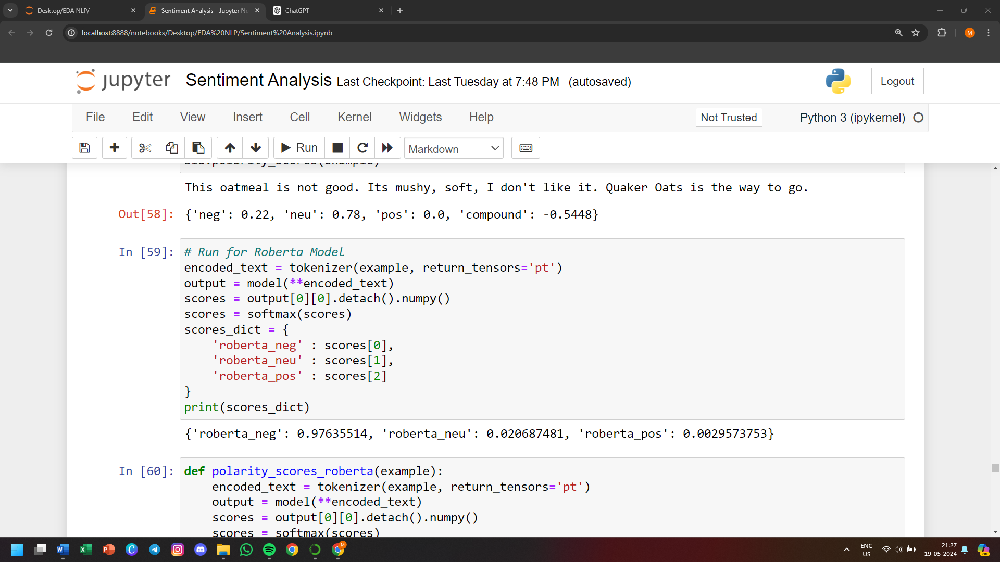 Desktop/EDA NLP/
Sentiment Analysis - Jupyter No
ChatGPT
localhost:8888/notebooks/Desktop/EDA%20NLP/Sentiment%20Analysis.ipynb
M
jupyter
Sentiment Analysis Last Checkpoint: Last Tuesday at 7:48 PM (autosaved)
Logout
File Edit View Insert Cell Kernel Widgets Help
Not Trusted
Python 3 (ipykernel)
Run
Markdown
sia.polarity_scores(example)
This oatmeal is not good. Its mushy, soft, I don't like it. Quaker Oats is the way to go.
Out[58]: {'neg': 0.22, 'neu': 0.78, 'pos': 0.0, 'compound': -0.5448}
In [59]: # Run for Roberta Model
encoded_text = tokenizer(example, return_tensors='pt')
output = model(**encoded_text)
scores = output[0][0].detach().numpy()
scores = softmax(scores)
scores_dict = {
    'roberta_neg' : scores[0],
    'roberta_neu' : scores[1],
    'roberta_pos' : scores[2]
}
print(scores_dict)
{'roberta_neg': 0.97635514, 'roberta_neu': 0.020687481, 'roberta_pos': 0.0029573753}
In [60]: def polarity_scores_roberta(example):
    encoded_text = tokenizer(example, return_tensors='pt')
    output = model(**encoded_text)
    scores = output[0][0].detach().numpy()
    scores = softmax(scores)
ENG
US
21:27
19-05-2024
PRE